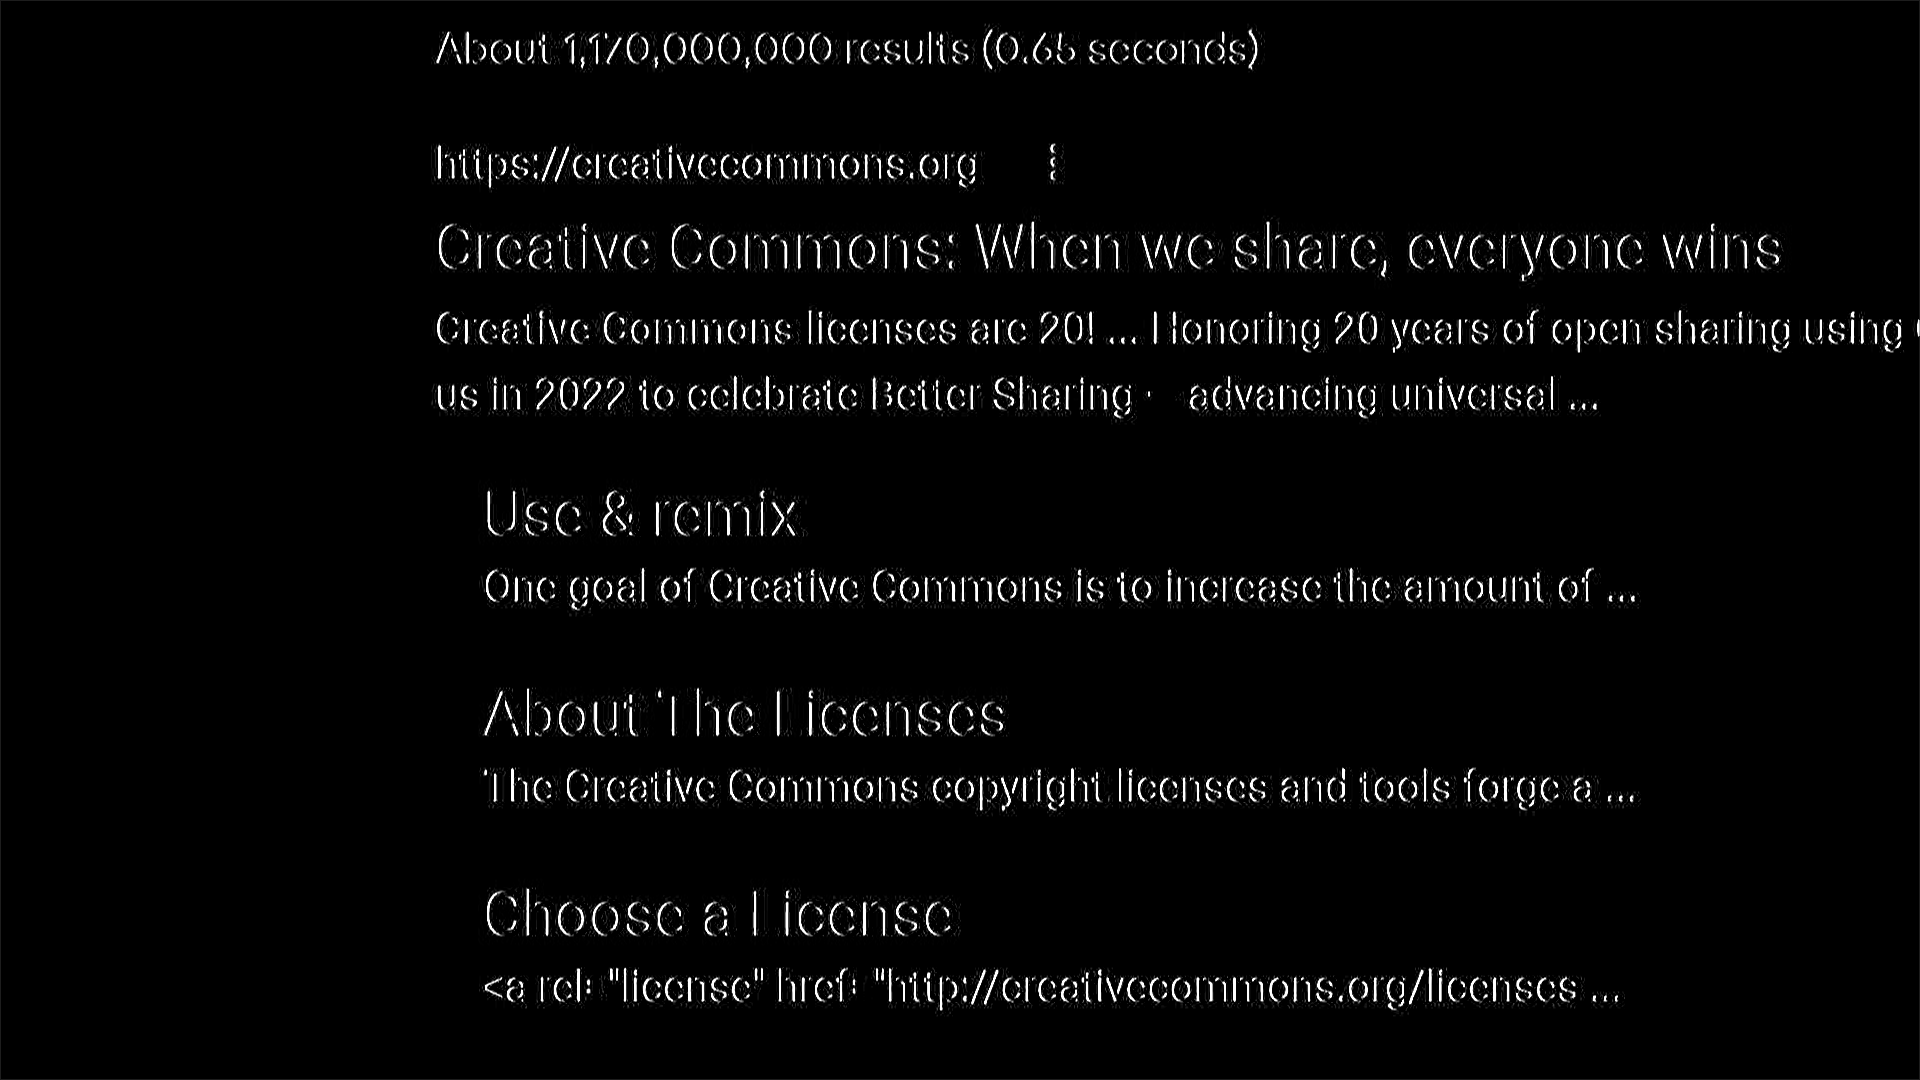 About 1,170,000,000 results (0.65 seconds)
https://creativecommons.org
Creative Commons: When we share, everyone wins
Creative Commons licenses are 20! ... Honoring 20 years of open sharing using
us in 2022 to celebrate Better Sharing · advancing universal ...
Use & remix
One goal of Creative Commons is to increase the amount of ...
About The Licenses
The Creative Commons copyright licenses and tools forge a ...
Choose a License
<a rel= "license" href= "http://creativecommons.org/licenses ...